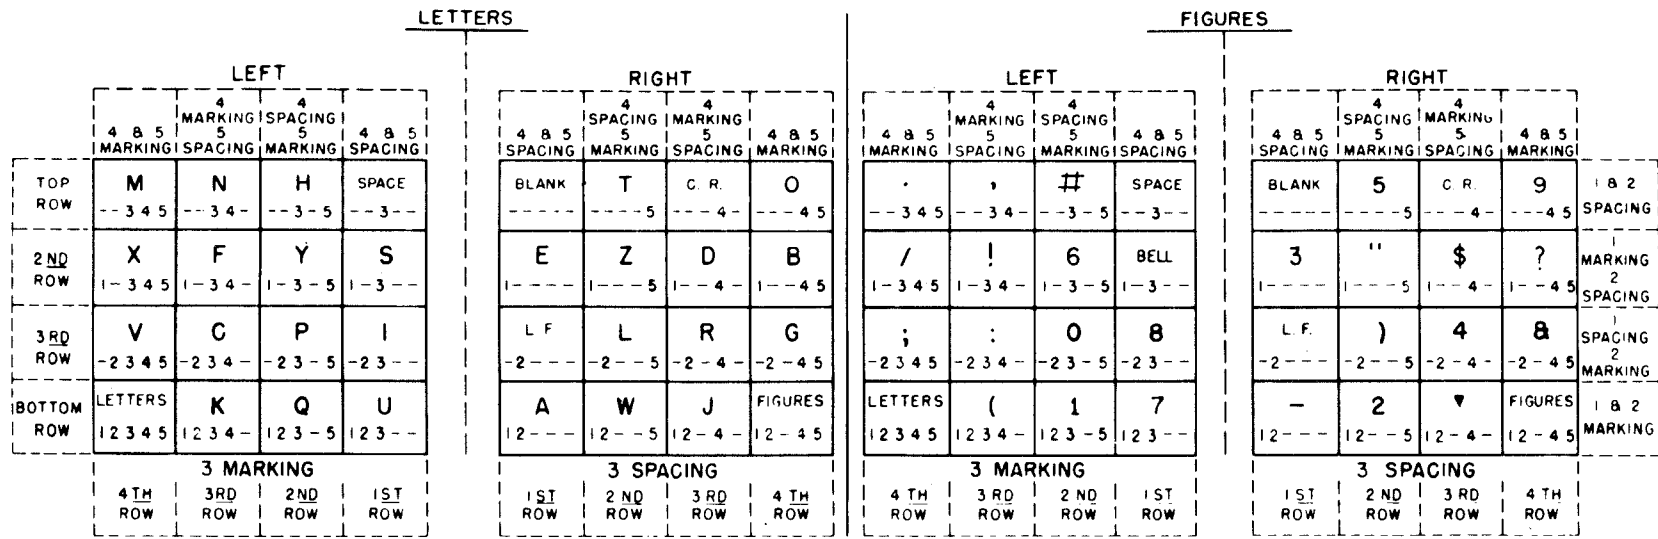 LETTERS FIGURES
LEFT RIGHT LEFT RIGHT
4 & 5 MARKING 4 MARKING 5 SPACING 4 SPACING 5 MARKING 4 & 5 SPACING 4 & 5 SPACING 4 SPACING 5 MARKING 4 MARKING 5 SPACING 4 & 5 MARKING 4 & 5 MARKING 4 MARKING 5 SPACING 4 SPACING 5 MARKING 4 & 5 SPACING 4 & 5 SPACING 4 SPACING 5 MARKING 4 MARKING 5 SPACING 4 & 5 MARKING
TOP ROW M N H SPACE BLANK T C. R. O . , # SPACE BLANK 5 C. R. 9 1 & 2 SPACING
--345 --34- --3-5 --3-- ----- ----5 ---4- ---45 --345 --34- --3-5 --3-- ----- ----5 ---4- ---45
2ND ROW X F Y S E Z D B / ! 6 BELL 3 " $ ? 1 MARKING 2 SPACING
1-345 1-34- 1-3-5 1-3-- 1---- 1---5 1--4- 1--45 1-345 1-34- 1-3-5 1-3-- 1---- 1---5 1--4- 1--45
3RD ROW V C P I L F L R G ; : 0 8 L. F. ) 4 & 1 SPACING 2 MARKING
-2345 -234- -23-5 -23-- -2--- -2--5 -2-4- -2-45 -2345 -234- -23-5 -23-- -2--- -2--5 -2-4- -2-45
BOTTOM ROW LETTERS K Q U A W J FIGURES LETTERS ( 1 7 - 2 ▼ FIGURES 1 & 2 MARKING
12345 1234- 123-5 123-- 12--- 12--5 12-4- 12-45 12345 1234- 123-5 123-- 12--- 12--5 12-4- 12-45
3 MARKING 3 SPACING 3 MARKING 3 SPACING
4TH ROW 3RD ROW 2ND ROW 1ST ROW 1ST ROW 2ND ROW 3RD ROW 4TH ROW 4TH ROW 3RD ROW 2ND ROW 1ST ROW 1ST ROW 2ND ROW 3RD ROW 4TH ROW